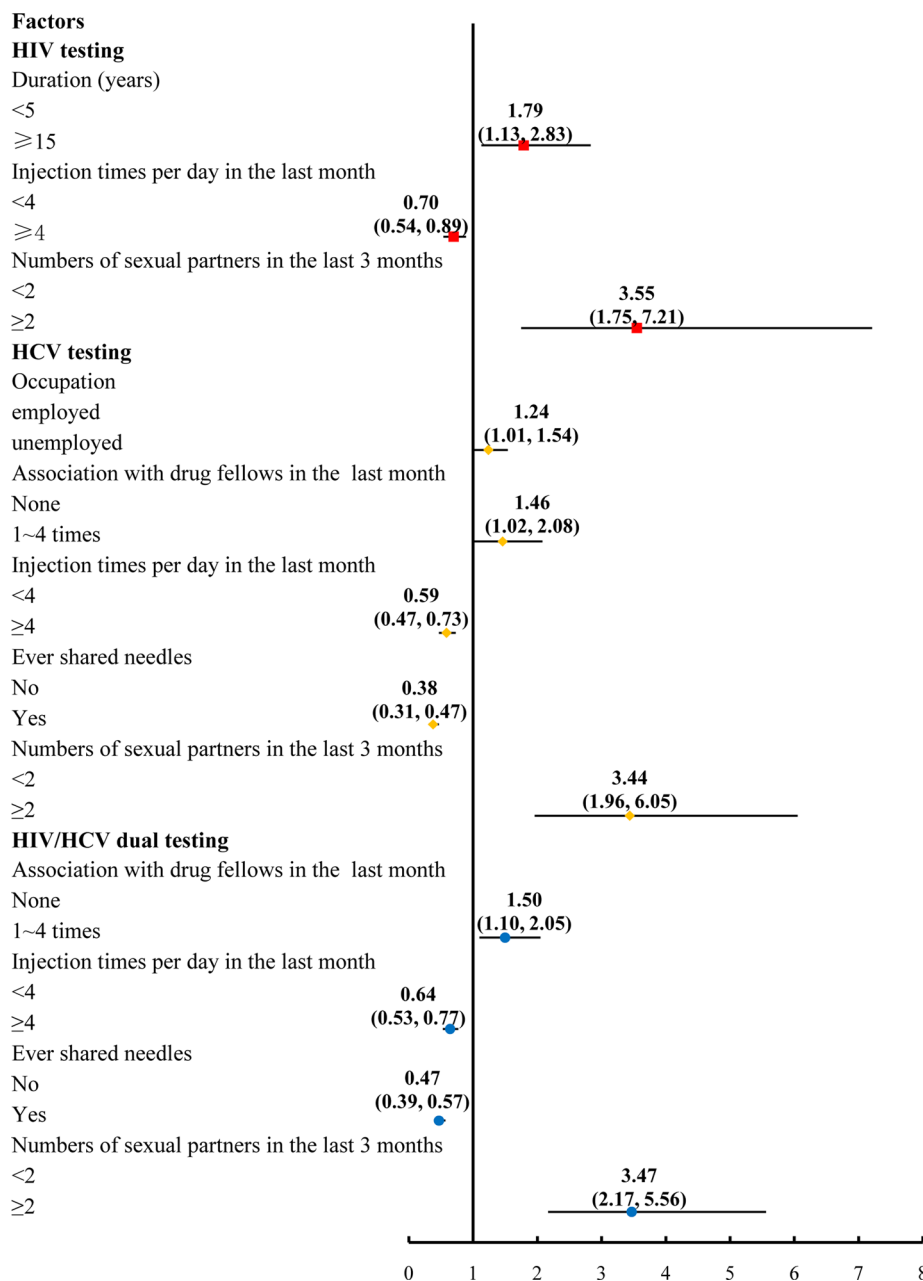 Factors
HIV testing
Duration (years)
<5
1.79
(1.13, 2.83)
≥15
Injection times per day in the last month
<4
0.70
(0.54, 0.89)
≥4
Numbers of sexual partners in the last 3 months
<2
3.55
(1.75, 7.21)
≥2
HCV testing
Occupation
employed
1.24
(1.01, 1.54)
unemployed
Association with drug fellows in the last month
None
1.46
(1.02, 2.08)
1~4 times
Injection times per day in the last month
<4
0.59
(0.47, 0.73)
≥4
Ever shared needles
No
0.38
(0.31, 0.47)
Yes
Numbers of sexual partners in the last 3 months
<2
3.44
(1.96, 6.05)
≥2
HIV/HCV dual testing
Association with drug fellows in the last month
None
1.50
(1.10, 2.05)
1~4 times
Injection times per day in the last month
<4
0.64
(0.53, 0.77)
≥4
Ever shared needles
No
0.47
(0.39, 0.57)
Yes
Numbers of sexual partners in the last 3 months
<2
3.47
(2.17, 5.56)
≥2
0 1 2 3 4 5 6 7 8